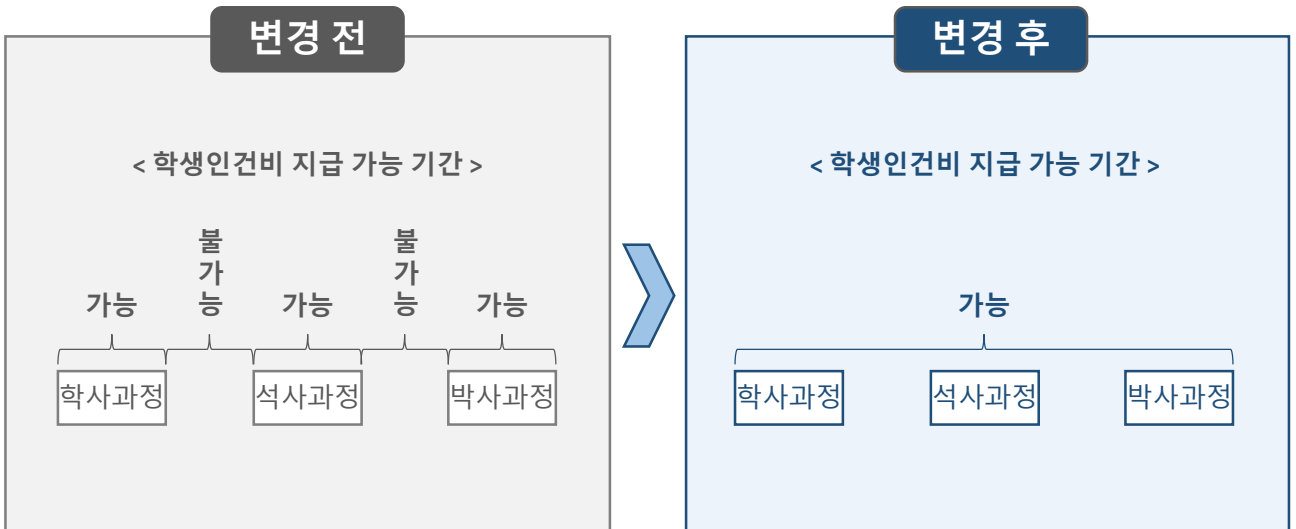 변경 전
< 학생인건비 지급 가능 기간 >
가능
불가능
가능
불가능
가능
학사과정
석사과정
박사과정
변경 후
< 학생인건비 지급 가능 기간 >
가능
학사과정
석사과정
박사과정